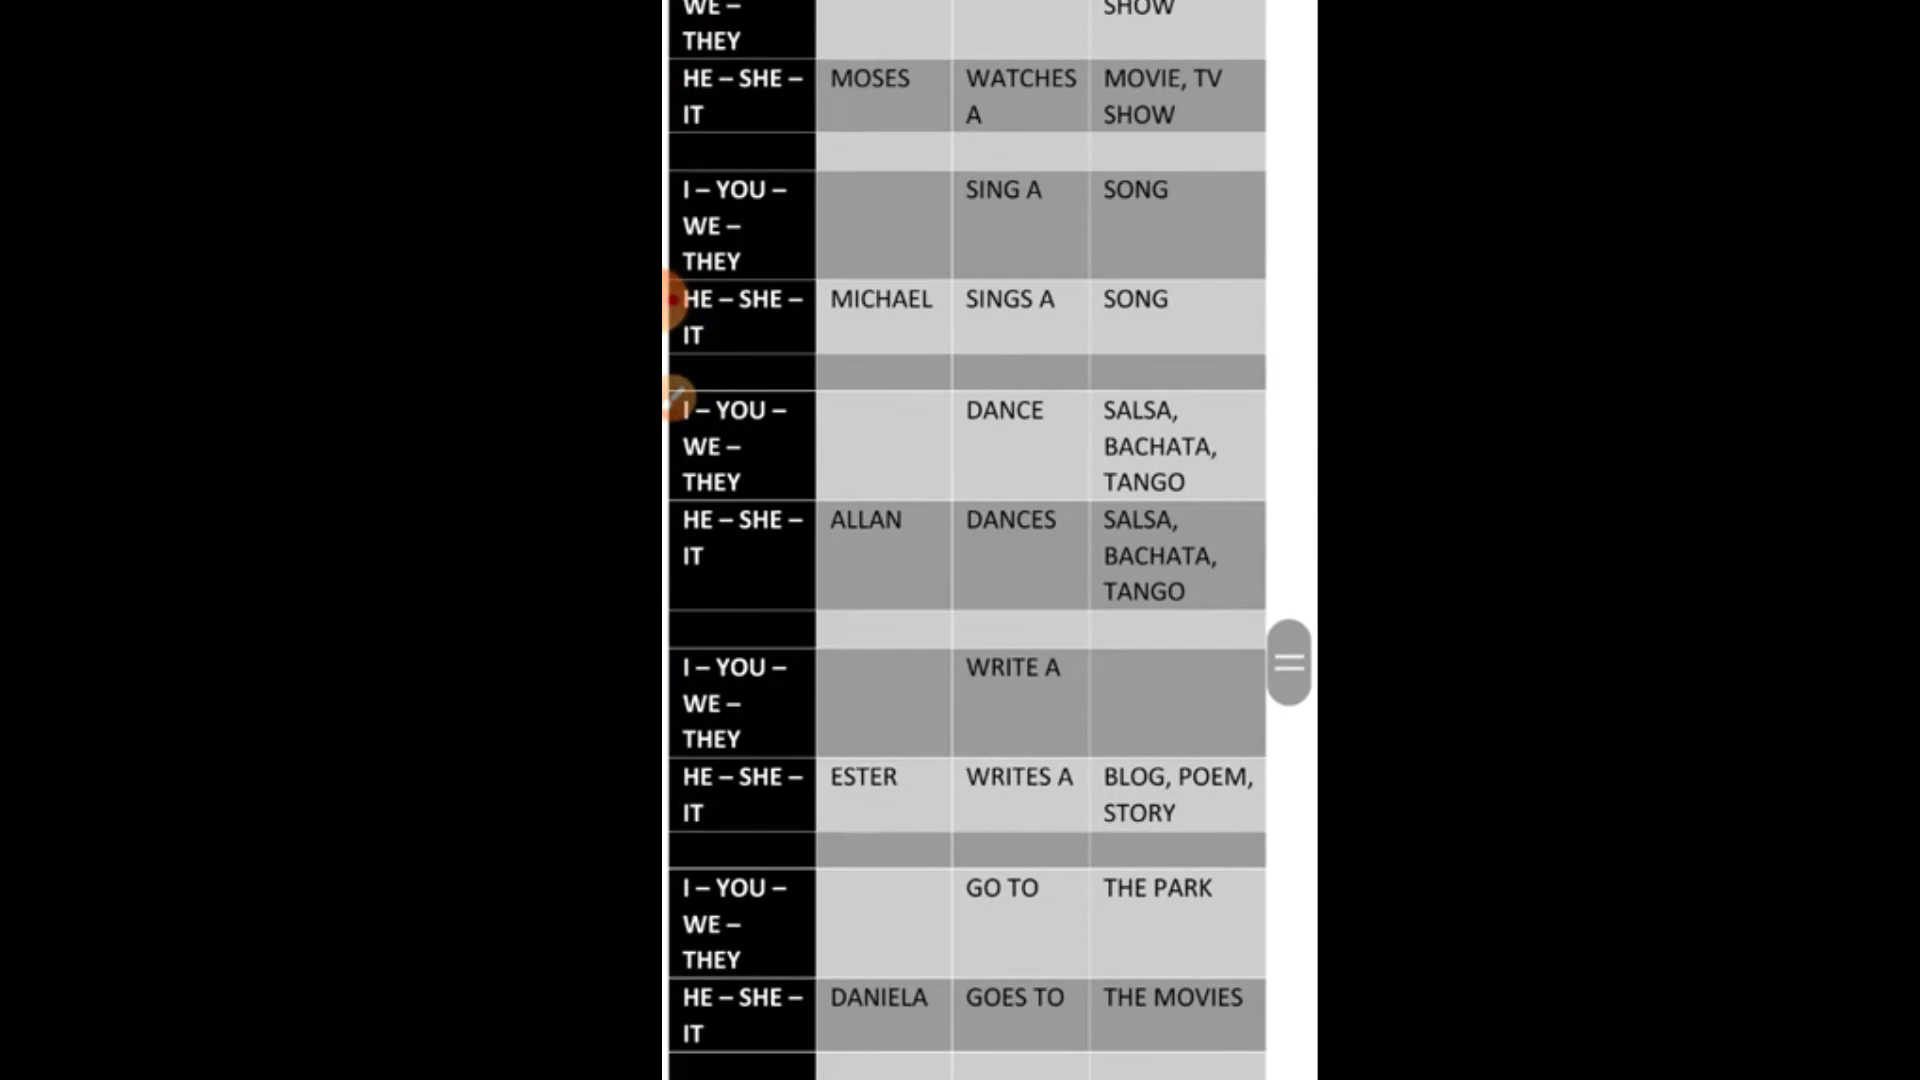 WE – SHOW
THEY
HE – SHE – MOSES WATCHES MOVIE, TV
IT A SHOW
I – YOU – SING A SONG
WE –
THEY
HE – SHE – MICHAEL SINGS A SONG
IT
I – YOU – DANCE SALSA,
WE – BACHATA,
THEY TANGO
HE – SHE – ALLAN DANCES SALSA,
IT BACHATA,
TANGO
I – YOU – WRITE A
WE –
THEY
HE – SHE – ESTER WRITES A BLOG, POEM,
IT STORY
I – YOU – GO TO THE PARK
WE –
THEY
HE – SHE – DANIELA GOES TO THE MOVIES
IT